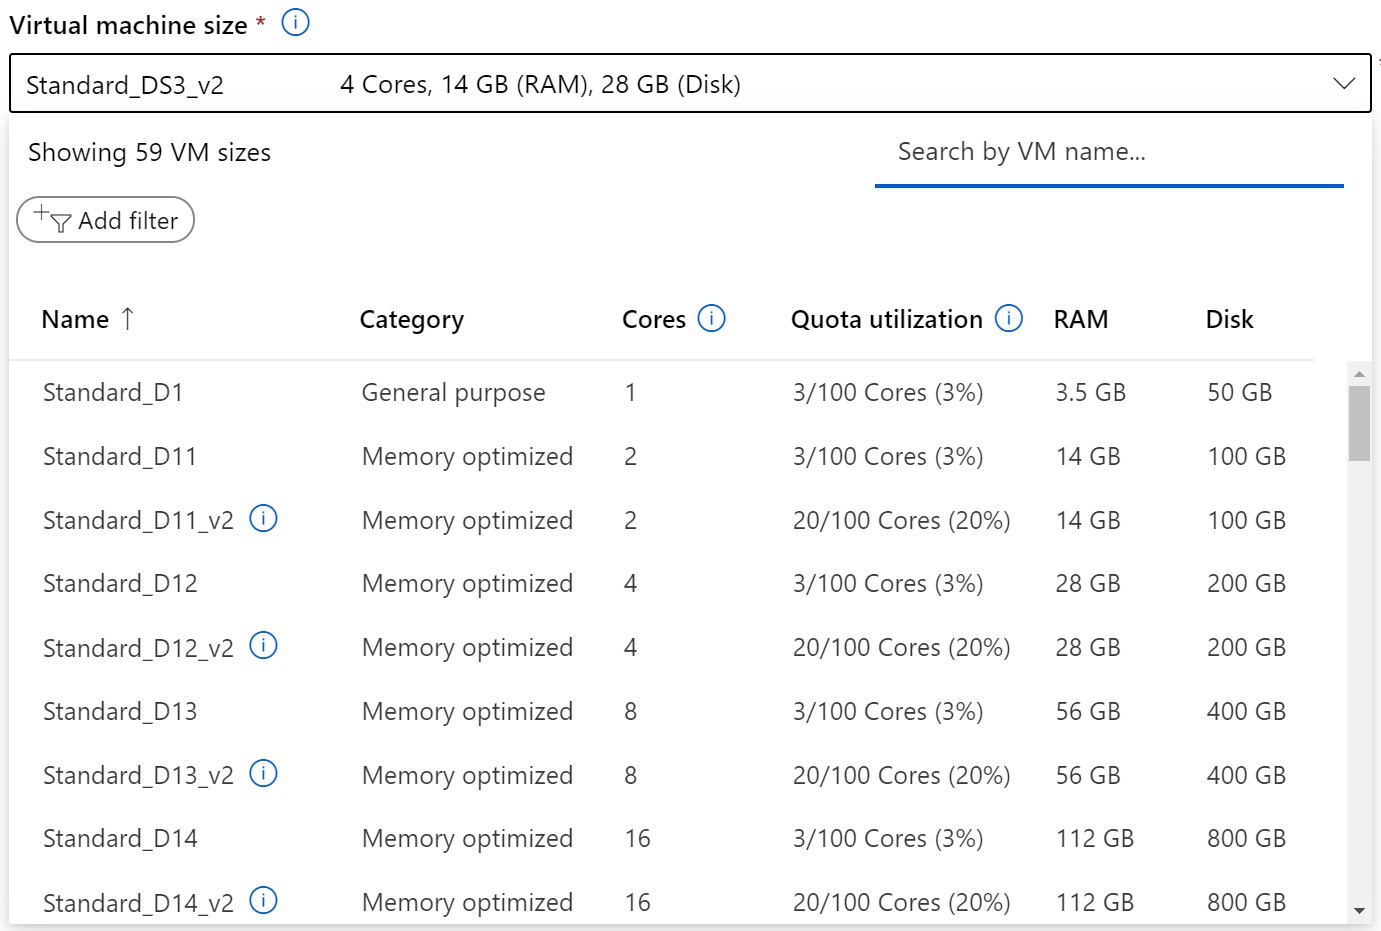 Virtual machine size *
Standard_DS3_v2 4 Cores, 14 GB (RAM), 28 GB (Disk)
Showing 59 VM sizes Search by VM name...
Add filter
Name ↑ Category Cores Quota utilization RAM Disk
Standard_D1 General purpose 1 3/100 Cores (3%) 3.5 GB 50 GB
Standard_D11 Memory optimized 2 3/100 Cores (3%) 14 GB 100 GB
Standard_D11_v2 Memory optimized 2 20/100 Cores (20%) 14 GB 100 GB
Standard_D12 Memory optimized 4 3/100 Cores (3%) 28 GB 200 GB
Standard_D12_v2 Memory optimized 4 20/100 Cores (20%) 28 GB 200 GB
Standard_D13 Memory optimized 8 3/100 Cores (3%) 56 GB 400 GB
Standard_D13_v2 Memory optimized 8 20/100 Cores (20%) 56 GB 400 GB
Standard_D14 Memory optimized 16 3/100 Cores (3%) 112 GB 800 GB
Standard_D14_v2 Memory optimized 16 20/100 Cores (20%) 112 GB 800 GB